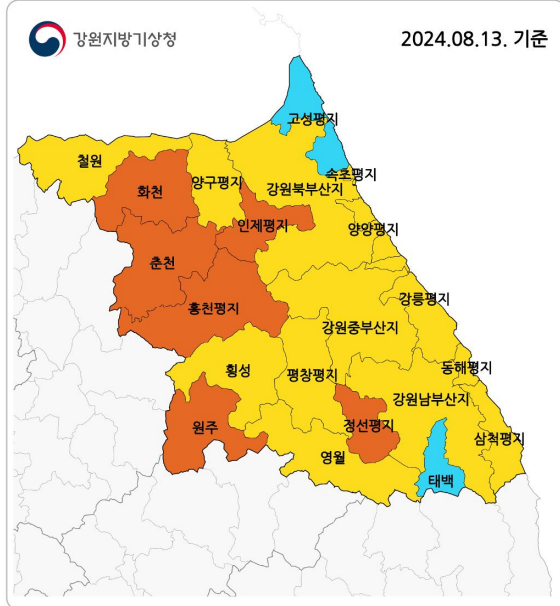 강원지방기상청
2024.08.13. 기준
고성평지
철원
속초평지
양구평지
강원북부산지
화천
인제평지
양양평지
춘천
강릉평지
홍천평지
강원중부산지
동해평지
횡성
평창평지
강원남부산지
원주
정선평지
삼척평지
영월
태백